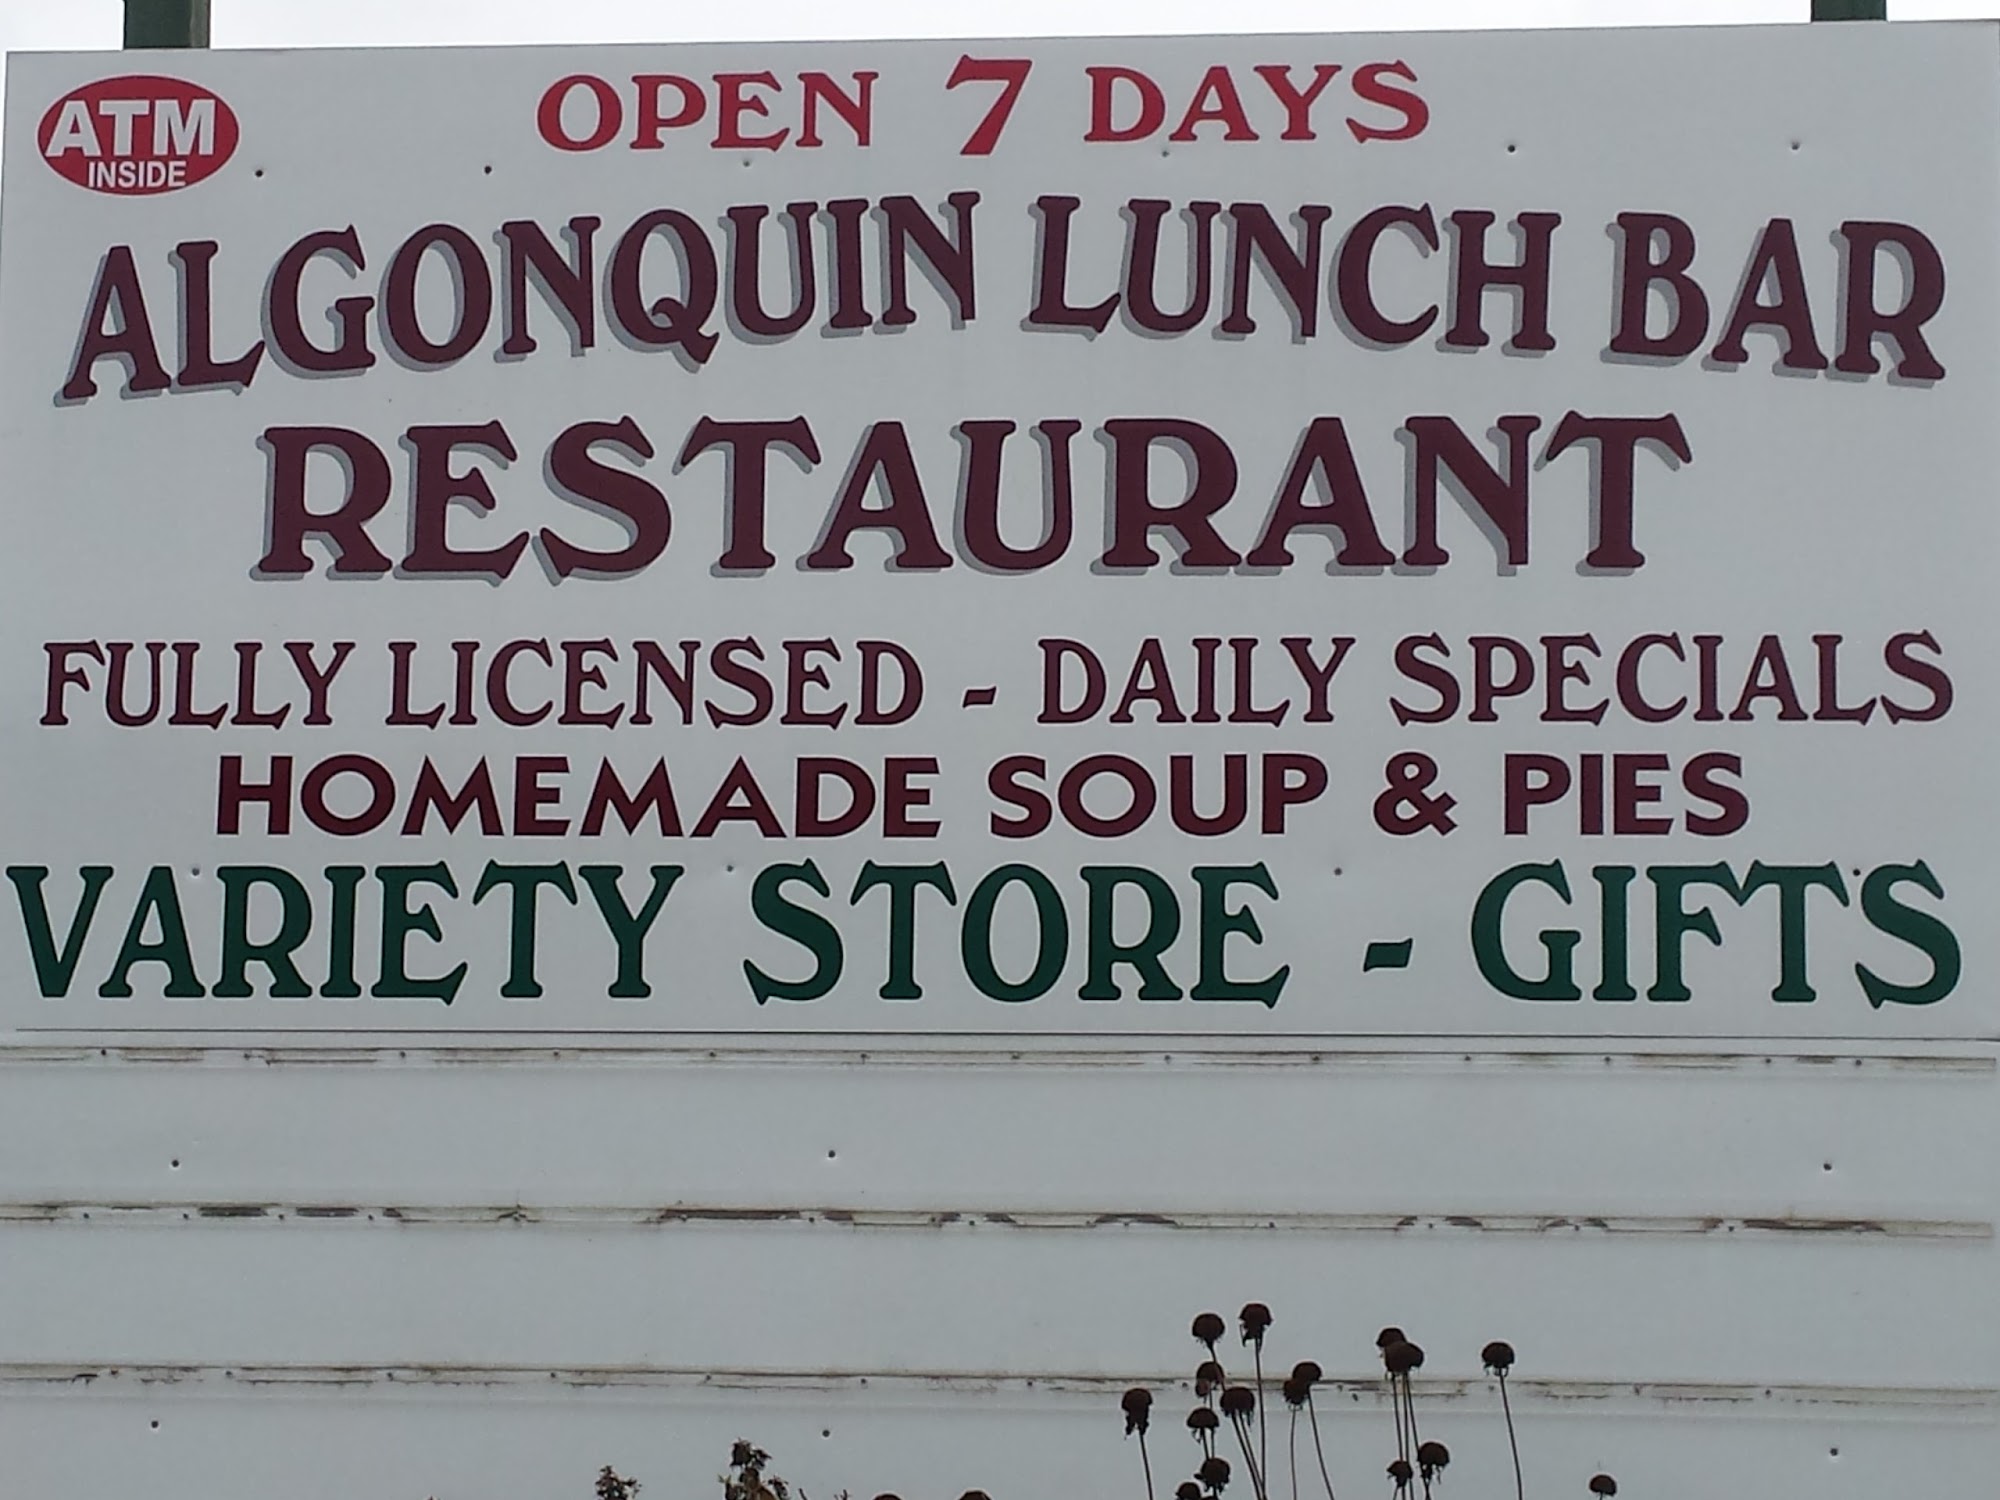 ATM
INSIDE
OPEN 7 DAYS
ALGONQUIN LUNCH BAR
RESTAURANT
FULLY LICENSED - DAILY SPECIALS
HOMEMADE SOUP & PIES
VARIETY STORE - GIFTS